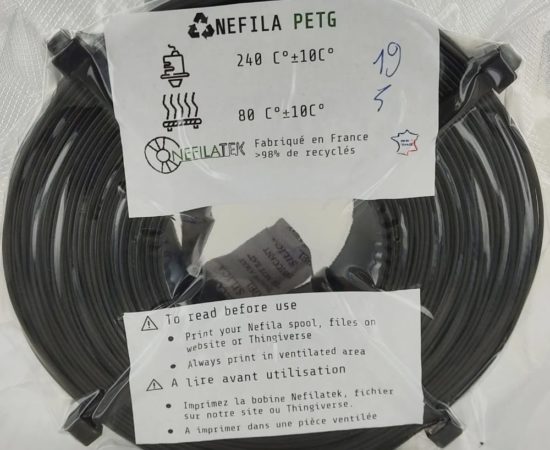 NEFILA PETG
240 C°±10C°
19
80 C°±10C°
5
NEFILATEK
Fabriqué en France
>98% de recyclés
To read before use
Print your Nefila spool, files on
website or Thingiverse
Always print in ventilated area
A lire avant utilisation
Imprimez la bobine Nefilatek, fichier
sur notre site ou Thingiverse.
A imprimer dans une pièce ventilée